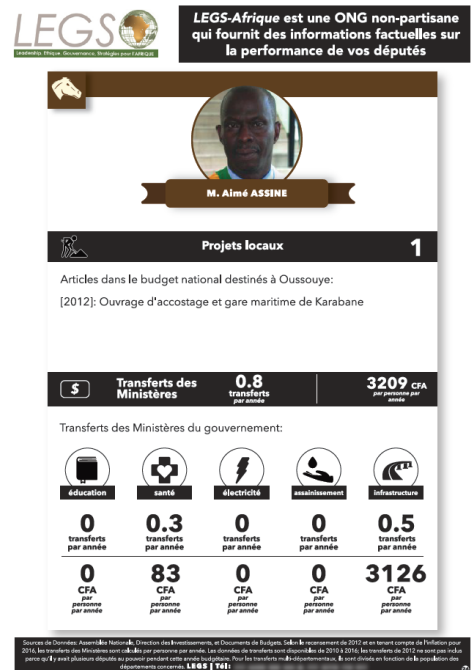 LEGS
Leadership, Ethique, Gouvernance, Stratégies pour l'AFRIQUE
LEGS-Afrique est une ONG non-partisane
qui fournit des informations factuelles sur
la performance de vos députés
M. Aimé ASSINE
Projets locaux 1
Articles dans le budget national destinés à Oussouye:
[2012]: Ouvrage d'accostage et gare maritime de Karabane
$ Transferts des Ministères 0.8 transferts par année 3209 CFA par personne par année
Transferts des Ministères du gouvernement:
éducation santé électricité assainissement infrastructure
0 0.3 0 0 0.5
transferts transferts transferts transferts transferts
par année par année par année par année par année
0 83 0 0 3126
CFA CFA CFA CFA CFA
par par par par par
personne personne personne personne personne
par année par année par année par année par année
Sources de Données: Assemblée Nationale, Direction des Investissements, et Documents de Budgets. Selon le recensement de 2012 et en tenant compte de l'inflation pour
2016, les transferts des Ministères sont calculés par personne par année. Les données de transferts sont disponibles de 2010 à 2016; les transferts de 2012 ne sont pas inclus
parce qu'il y avait plusieurs députés au pouvoir pendant cette année budgétaire. Pour les transferts multi-départementaux, ils sont divisés en fonction de la population des
départements concernés. LEGS | Tél: